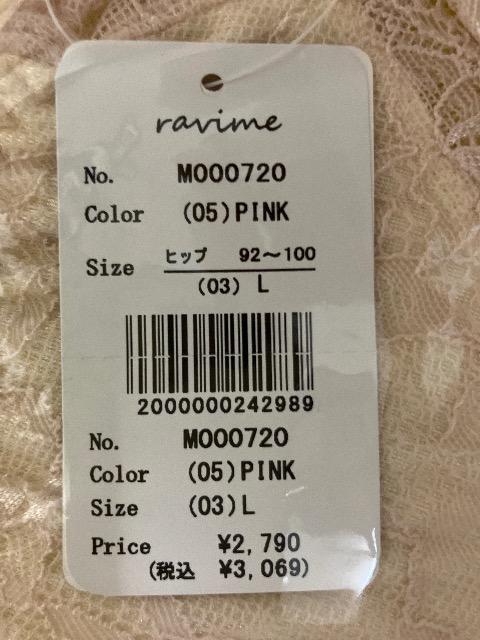 ravime
No. M000720
Color (05)PINK
Size ヒップ 92〜100
(03) L
2000000242989
No. M000720
Color (05)PINK
Size (03)L
Price ¥2,790
(税込 ¥3,069)